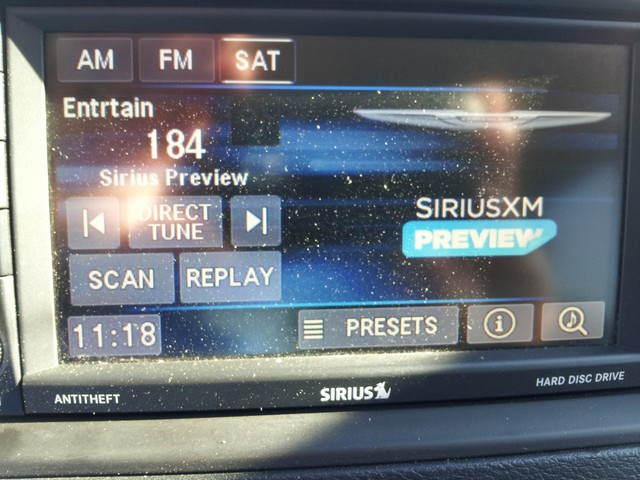 AM FM SAT
Entrtain
184
Sirius Preview
DIRECT
TUNE
SIRIUSXM
PREVIEW
SCAN REPLAY
11:18 PRESETS
ANTITHEFT SIRIUS HARD DISC DRIVE